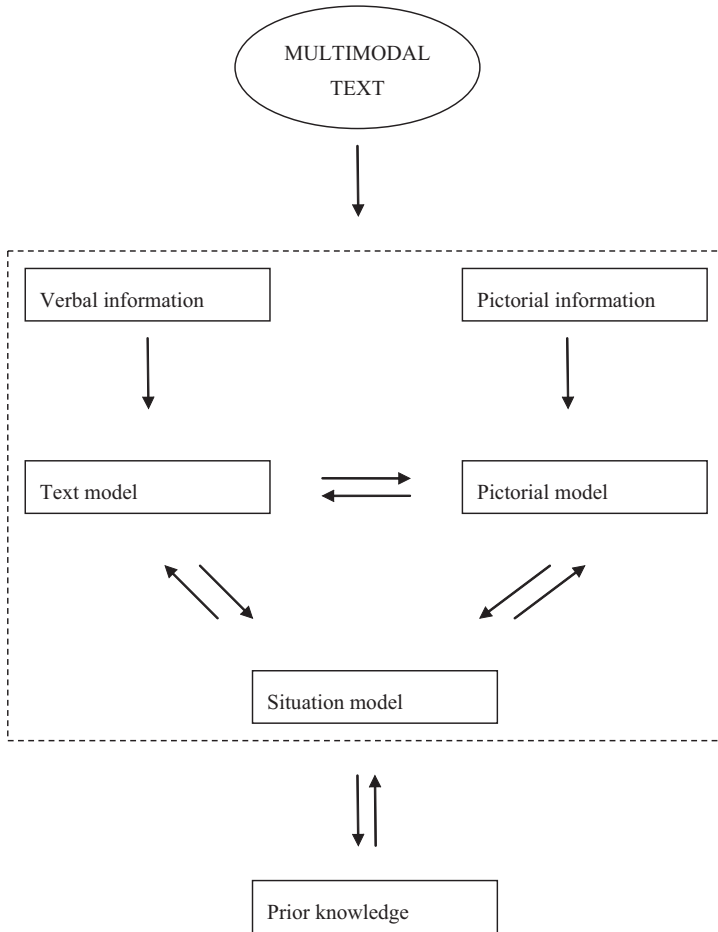 MULTIMODAL
TEXT
Verbal information
Pictorial information
Text model
Pictorial model
Situation model
Prior knowledge